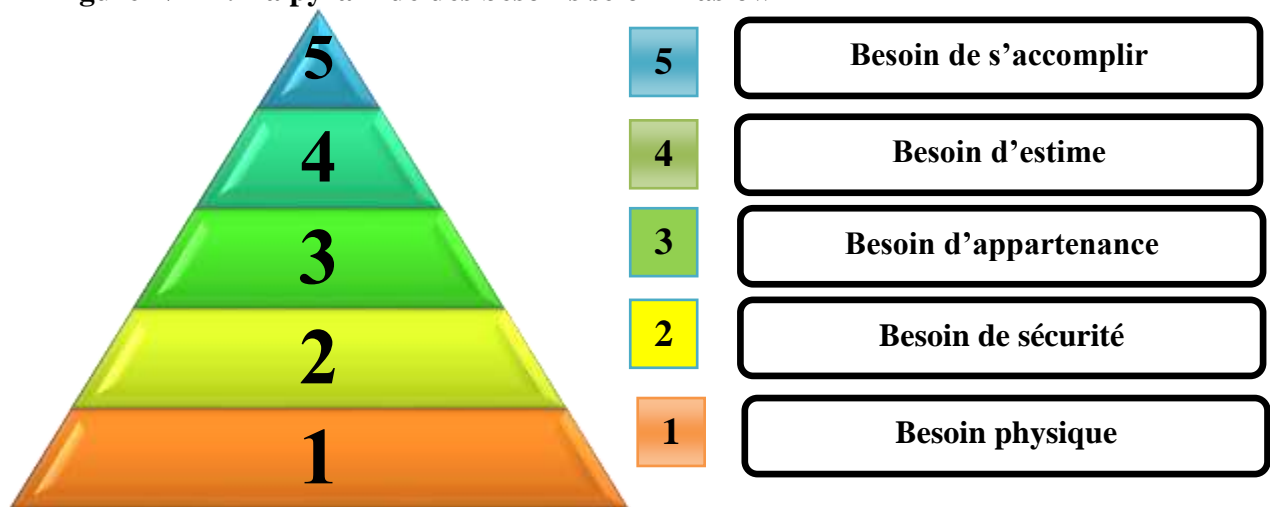 5
4
3
2
1
5 Besoin de s’accomplir
4 Besoin d’estime
3 Besoin d’appartenance
2 Besoin de sécurité
1 Besoin physique